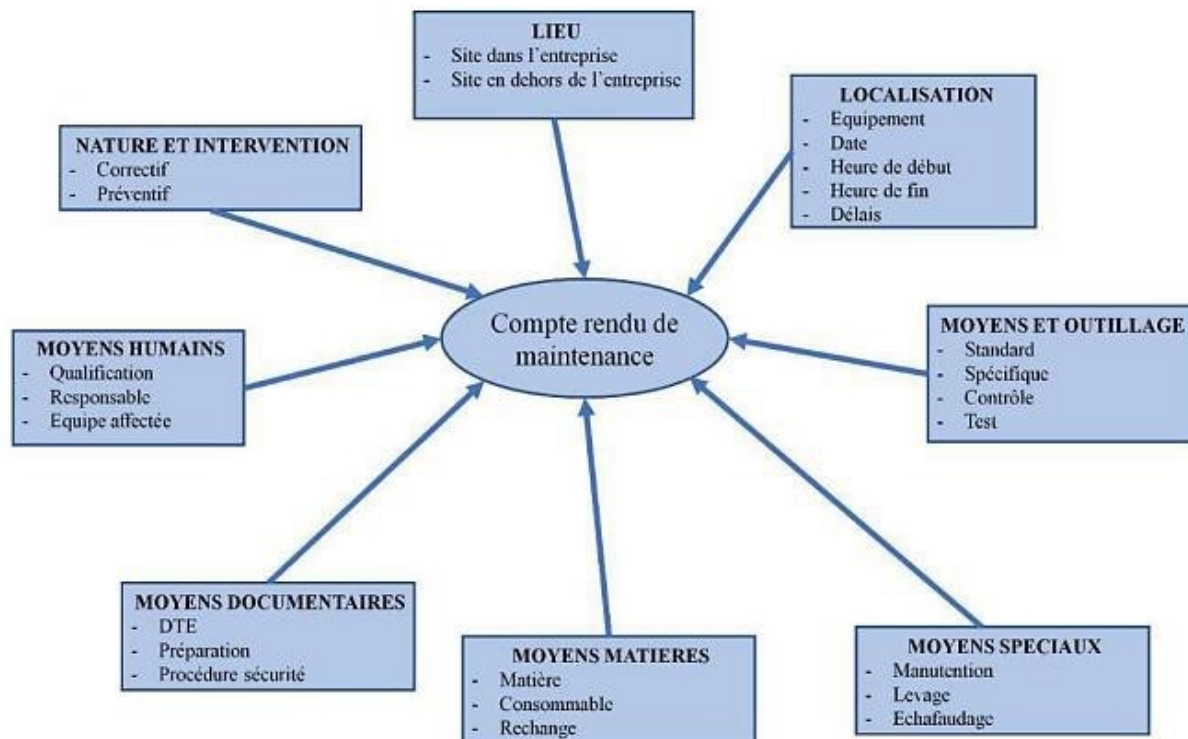 LIEU
- Site dans l'entreprise
- Site en dehors de l'entreprise
LOCALISATION
- Equipement
- Date
- Heure de début
- Heure de fin
- Délais
NATURE ET INTERVENTION
- Correctif
- Préventif
Compte rendu de
maintenance
MOYENS HUMAINS
- Qualification
- Responsable
- Equipe affectée
MOYENS ET OUTILLAGE
- Standard
- Spécifique
- Contrôle
- Test
MOYENS DOCUMENTAIRES
- DTE
- Préparation
- Procédure sécurité
MOYENS MATIERES
- Matière
- Consommable
- Rechange
MOYENS SPECIAUX
- Manutention
- Levage
- Echafaudage